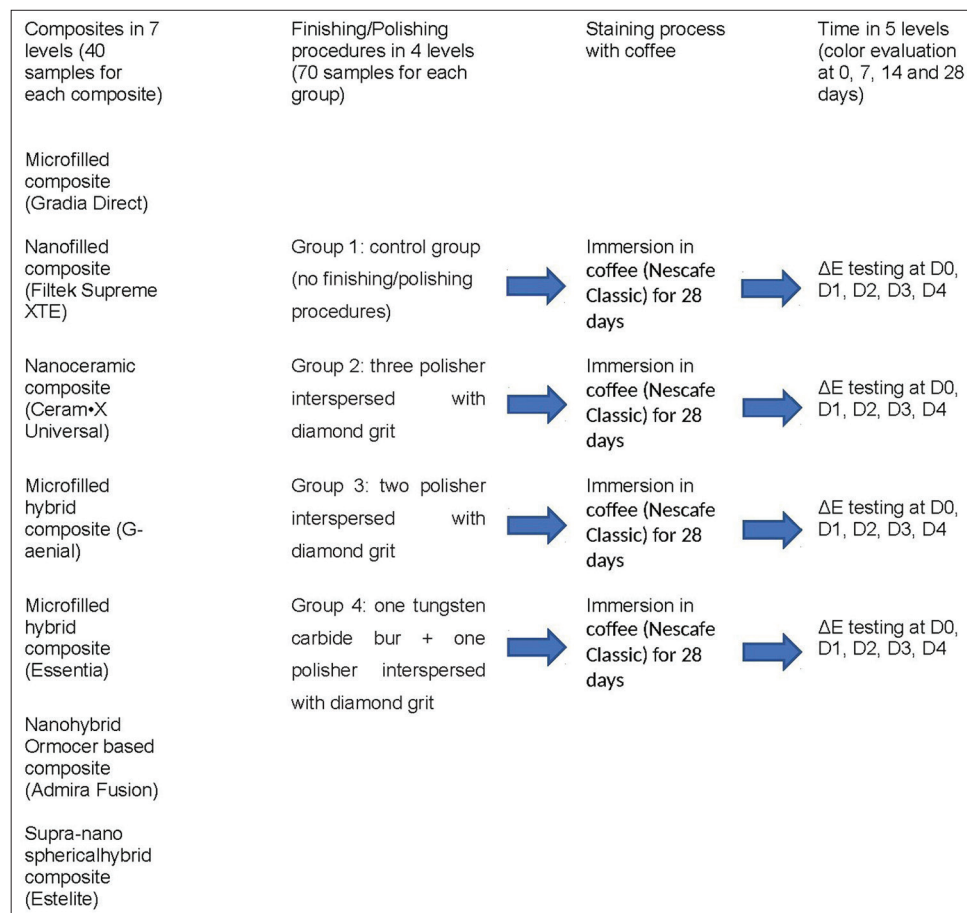 Composites in 7
levels (40
samples for
each composite)
Finishing/Polishing
procedures in 4 levels
(70 samples for each
group)
Staining process
with coffee
Time in 5 levels
(color evaluation
at 0, 7, 14 and 28
days)
Microfilled
composite
(Gradia Direct)
Nanofilled
composite
(Filtek Supreme
XTE)
Group 1: control group
(no finishing/polishing
procedures)
Immersion in
coffee (Nescafe
Classic) for 28
days
ΔE testing at D0,
D1, D2, D3, D4
Nanoceramic
composite
(Ceram•X
Universal)
Group 2: three polisher
interspersed with
diamond grit
Immersion in
coffee (Nescafe
Classic) for 28
days
ΔE testing at D0,
D1, D2, D3, D4
Microfilled
hybrid
composite (G-
aenial)
Group 3: two polisher
interspersed with
diamond grit
Immersion in
coffee (Nescafe
Classic) for 28
days
ΔE testing at D0,
D1, D2, D3, D4
Microfilled
hybrid
composite
(Essentia)
Group 4: one tungsten
carbide bur + one
polisher interspersed
with diamond grit
Immersion in
coffee (Nescafe
Classic) for 28
days
ΔE testing at D0,
D1, D2, D3, D4
Nanohybrid
Ormocer based
composite
(Admira Fusion)
Supra-nano
sphericalhybrid
composite
(Estelite)